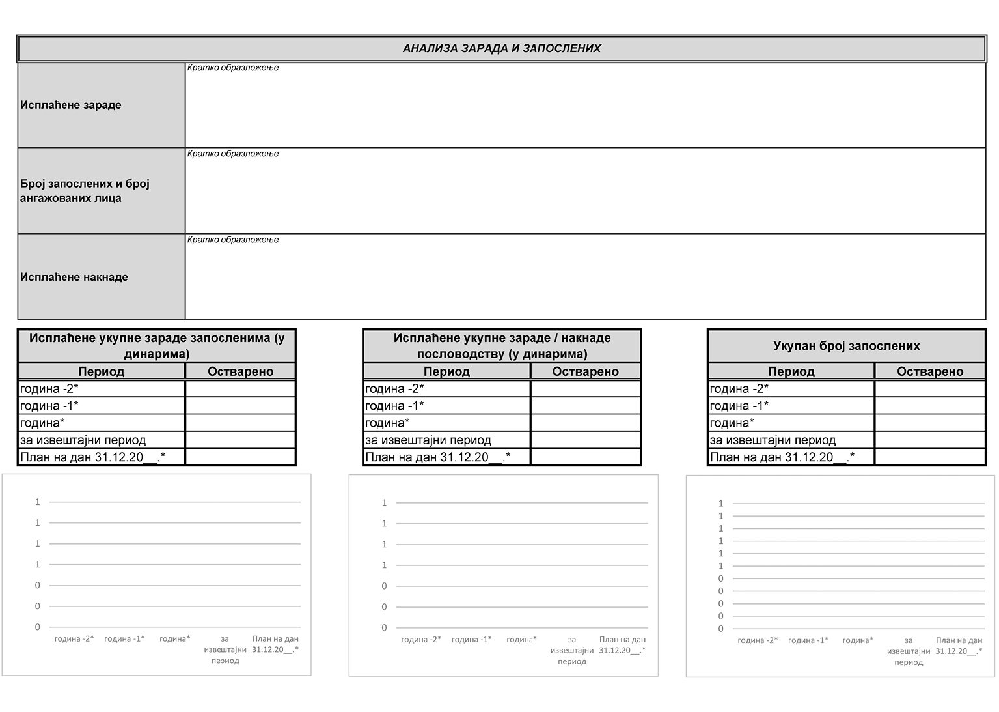 АНАЛИЗА ЗАРАДА И ЗАПОСЛЕНИХ
Исплаћене зараде
Кратко образложење
Број запослених и број
ангажованих лица
Кратко образложење
Исплаћене накнаде
Кратко образложење
Исплаћене укупне зараде запосленима (у
динарима)
Период Остварено
година -2*
година -1*
година*
за извештајни период
План на дан 31.12.20__.*
Исплаћене укупне зараде / накнаде
пословодству (у динарима)
Период Остварено
година -2*
година -1*
година*
за извештајни период
План на дан 31.12.20__.*
Укупан број запослених
Период Остварено
година -2*
година -1*
година*
за извештајни период
План на дан 31.12.20__.*
1
1
1
1
0
0
0
година -2* година -1* година* за План на дан
извештајни 31.12.20__.*
период
1
1
1
1
0
0
0
година -2* година -1* година* за План на дан
извештајни 31.12.20__.*
период
1
1
1
1
1
1
0
0
0
0
0
година -2* година -1* година* за План на дан
извештајни 31.12.20__.*
период